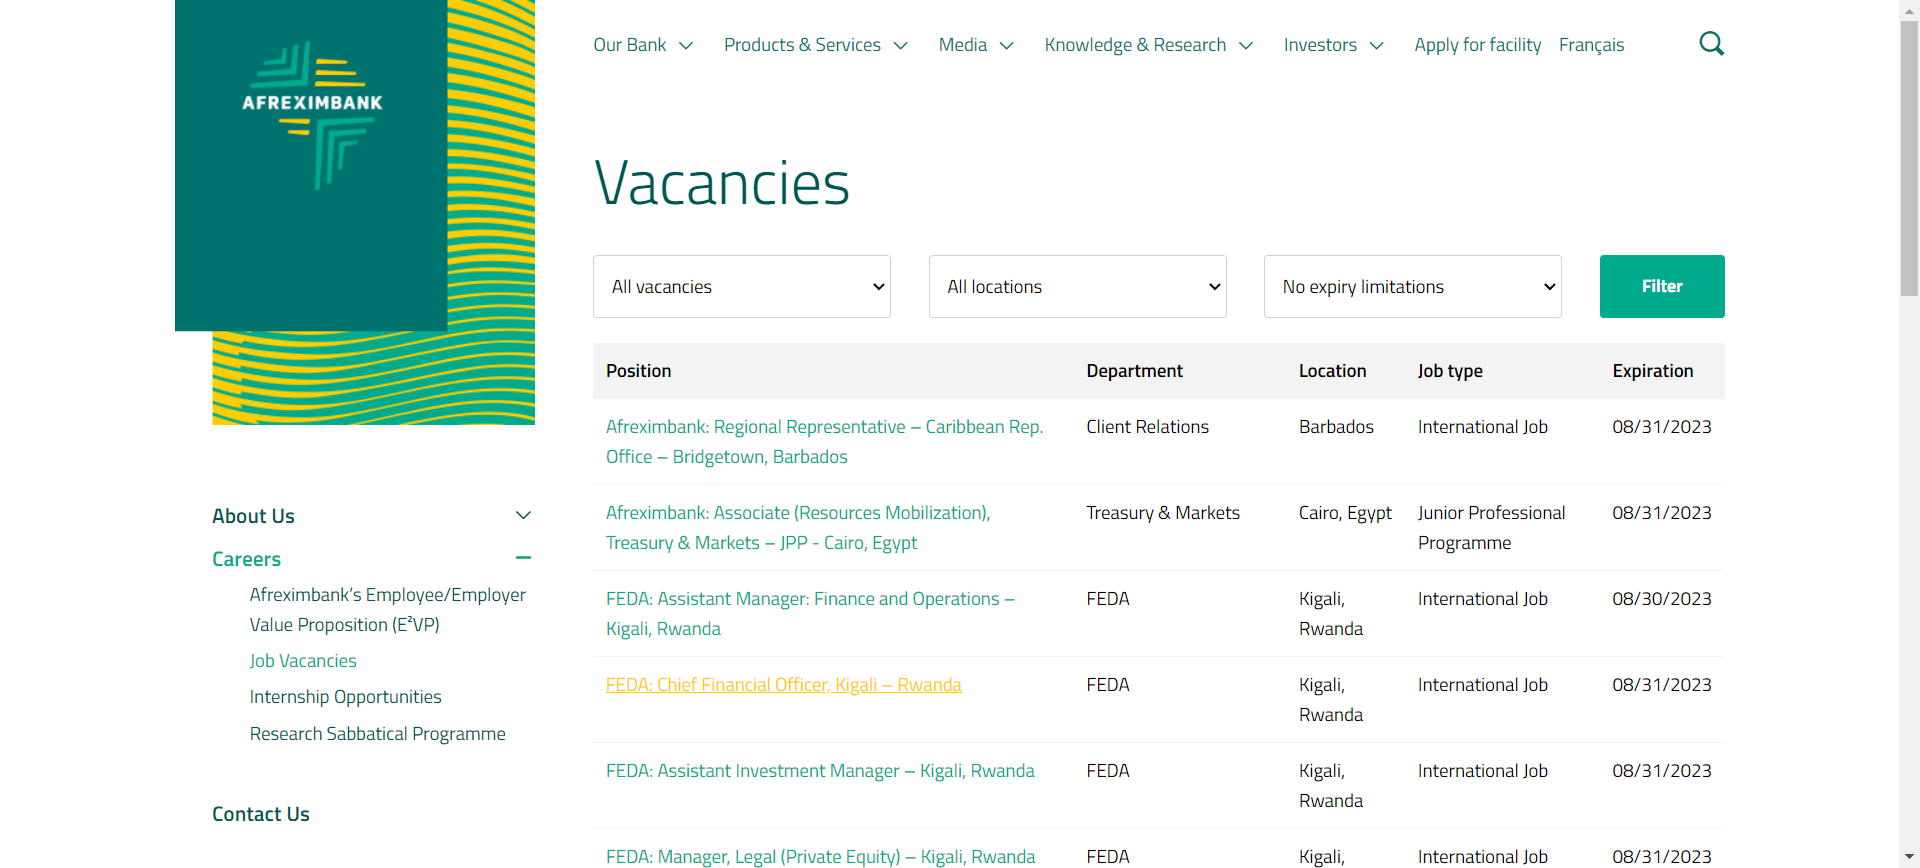 AFREXIMBANK
Our Bank
Products & Services
Media
Knowledge & Research
Investors
Apply for facility
Français
Vacancies
All vacancies
All locations
No expiry limitations
Filter
Position Department Location Job type Expiration
Afreximbank: Regional Representative – Caribbean Rep. Client Relations Barbados International Job 08/31/2023
Office – Bridgetown, Barbados
Afreximbank: Associate (Resources Mobilization), Treasury & Markets Cairo, Egypt Junior Professional 08/31/2023
Treasury & Markets – JPP - Cairo, Egypt Programme
FEDA: Assistant Manager: Finance and Operations – FEDA Kigali, International Job 08/30/2023
Kigali, Rwanda Rwanda
FEDA: Chief Financial Officer, Kigali – Rwanda FEDA Kigali, International Job 08/31/2023
Rwanda
FEDA: Assistant Investment Manager – Kigali, Rwanda FEDA Kigali, International Job 08/31/2023
Rwanda
FEDA: Manager, Legal (Private Equity) – Kigali, Rwanda FEDA Kigali, International Job 08/31/2023
About Us
Careers
Afreximbank’s Employee/Employer
Value Proposition (E²VP)
Job Vacancies
Internship Opportunities
Research Sabbatical Programme
Contact Us